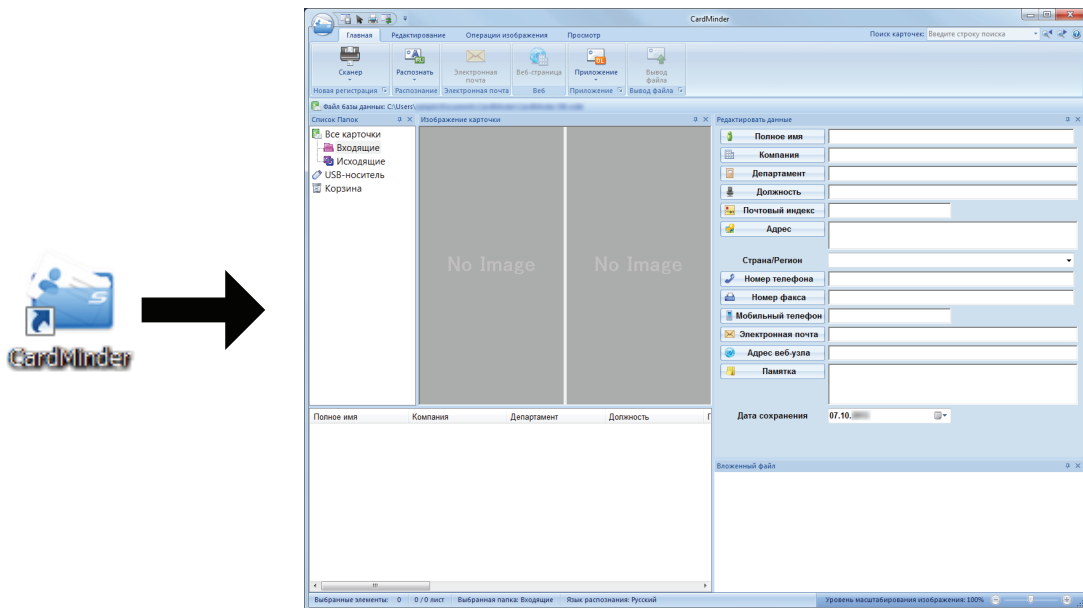 CardMinder
CardMinder
Главная Редактирование Операции изображения Просмотр Поиск карточек: Введите строку поиска
Сканер Распознать Электронная почта Веб-страница Приложение Вывод файла
Новая регистрация Распознание Электронная почта Веб Приложение Вывод файла
Файл базы данных: C:\Users\
Список Папок Изображение карточки Редактировать данные
Все карточки
Входящие
Исходящие
USB-носитель
Корзина
No Image No Image
Полное имя
Компания
Департамент
Должность
Почтовый индекс
Адрес
Страна/Регион
Номер телефона
Номер факса
Мобильный телефон
Электронная почта
Адрес веб-узла
Памятка
Дата сохранения 07.10.
Полное имя Компания Департамент Должность Г
Вложенный файл
Выбранные элементы: 0 0 / 0 лист Выбранная папка: Входящие Язык распознания: Русский Уровень масштабирования изображения: 100%